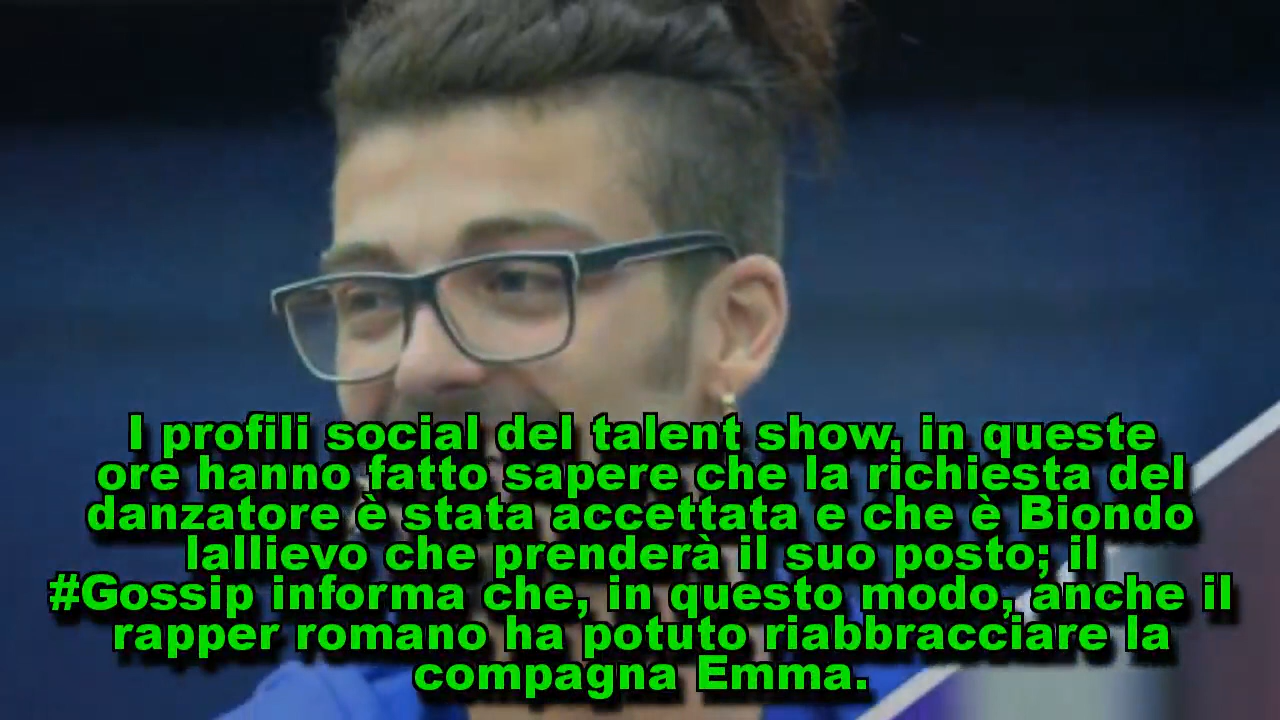 I profili social del talent show, in queste
ore hanno fatto sapere che la richiesta del
danzatore è stata accettata e che è Biondo
lallievo che prenderà il suo posto; il
#Gossip informa che, in questo modo, anche il
rapper romano ha potuto riabbracciare la
compagna Emma.